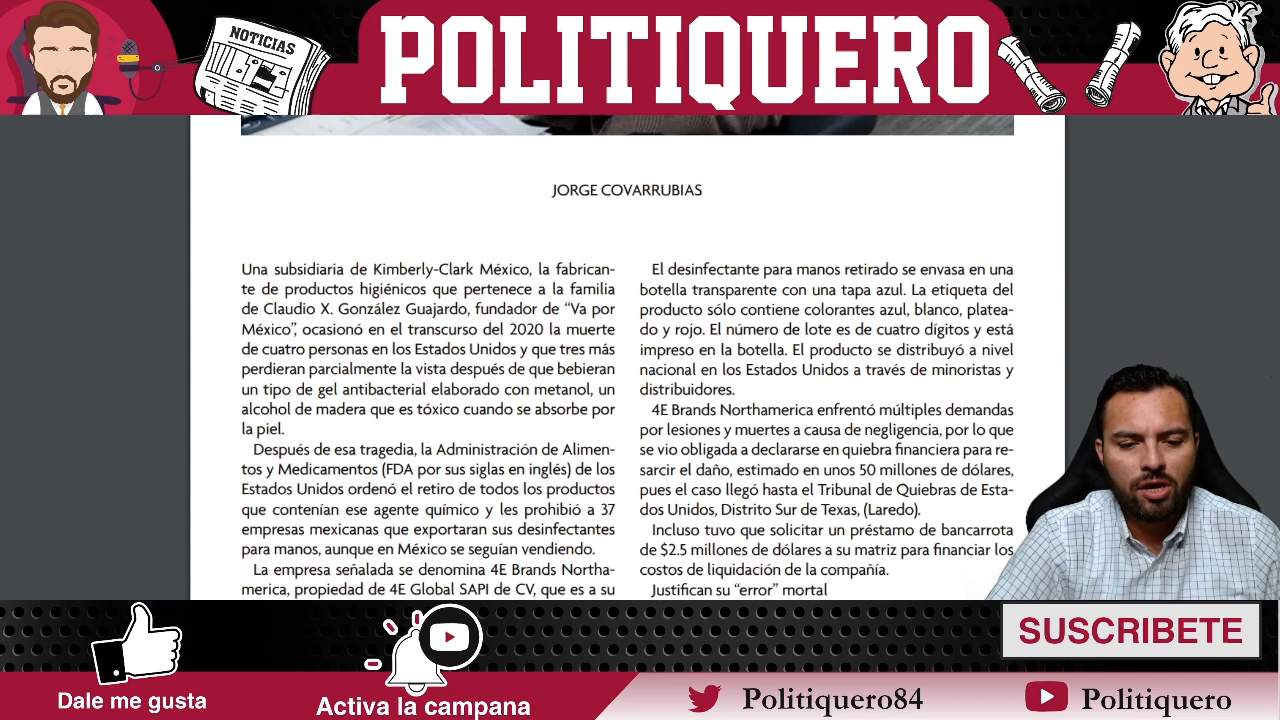 NOTICIAS
POLITIQUERO
JORGE COVARRUBIAS
Una subsidiaria de Kimberly-Clark México, la fabrican-
te de productos higiénicos que pertenece a la familia
de Claudio X. González Guajardo, fundador de “Va por
México”, ocasionó en el transcurso del 2020 la muerte
de cuatro personas en los Estados Unidos y que tres más
perdieran parcialmente la vista después de que bebieran
un tipo de gel antibacterial elaborado con metanol, un
alcohol de madera que es tóxico cuando se absorbe por
la piel.
Después de esa tragedia, la Administración de Alimen-
tos y Medicamentos (FDA por sus siglas en inglés) de los
Estados Unidos ordenó el retiro de todos los productos
que contenían ese agente químico y les prohibió a 37
empresas mexicanas que exportaran sus desinfectantes
para manos, aunque en México se seguían vendiendo.
La empresa señalada se denomina 4E Brands Northa-
merica, propiedad de 4E Global SAPI de CV, que es a su
El desinfectante para manos retirado se envasa en una
botella transparente con una tapa azul. La etiqueta del
producto sólo contiene colorantes azul, blanco, platea-
do y rojo. El número de lote es de cuatro dígitos y está
impreso en la botella. El producto se distribuyó a nivel
nacional en los Estados Unidos a través de minoristas y
distribuidores.
4E Brands Northamerica enfrentó múltiples demandas
por lesiones y muertes a causa de negligencia, por lo que
se vio obligada a declararse en quiebra financiera para re-
sarcir el daño, estimado en unos 50 millones de dólares,
pues el caso llegó hasta el Tribunal de Quiebras de Esta-
dos Unidos, Distrito Sur de Texas, (Laredo).
Incluso tuvo que solicitar un préstamo de bancarrota
de $2.5 millones de dólares a su matriz para financiar los
costos de liquidación de la compañía.
Justifican su “error” mortal
SUSCRIBETE
Dale me gusta
Activa la campana
Politiquero84
Politiquero